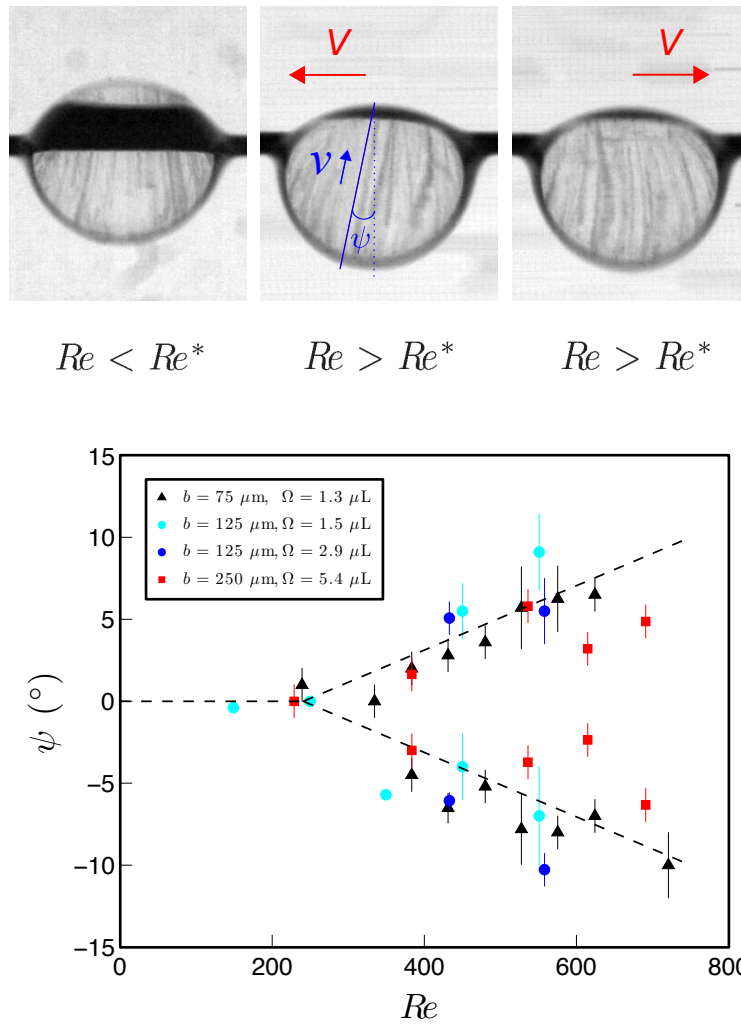 V V
ν
ψ
Re < Re* Re > Re* Re > Re*
15
b = 75 μm, Ω = 1.3 μL
b = 125 μm, Ω = 1.5 μL
b = 125 μm, Ω = 2.9 μL
b = 250 μm, Ω = 5.4 μL
10
5
0
−5
−10
−15
ψ (°)
0 200 400 600 800
Re